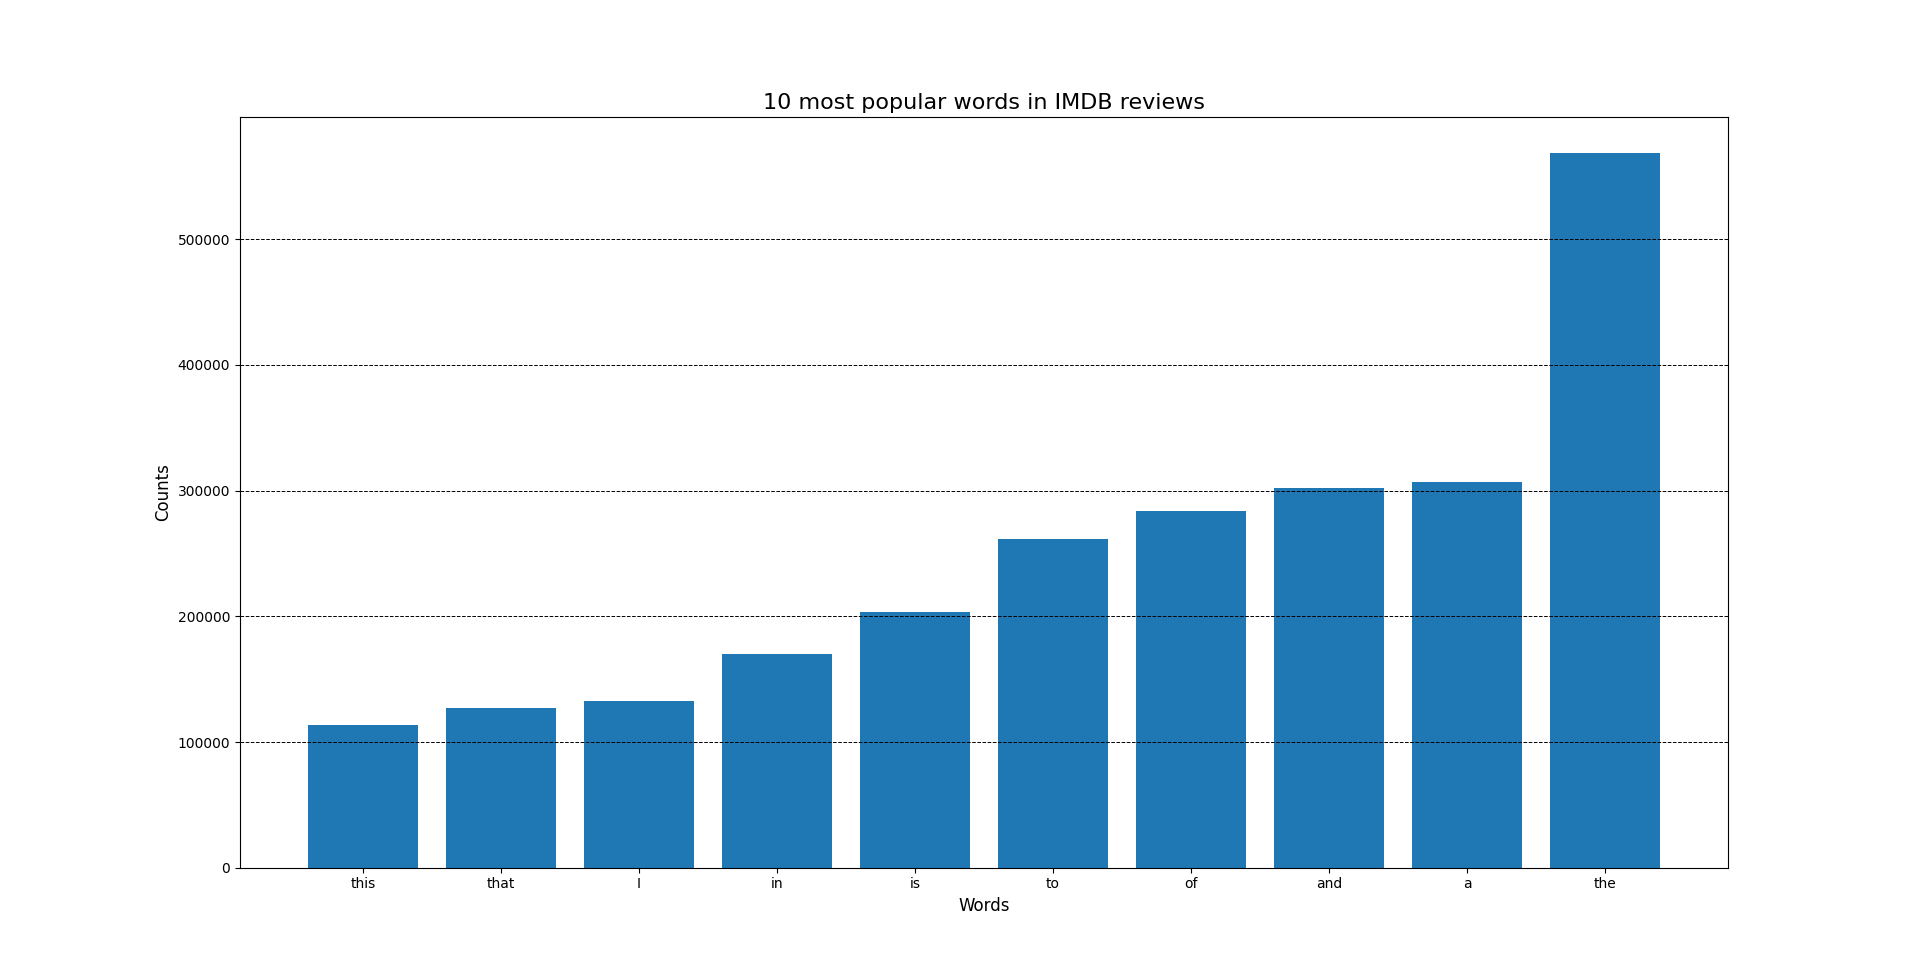 10 most popular words in IMDB reviews
Counts
500000
400000
300000
200000
100000
0
this that I in is to of and a the
Words